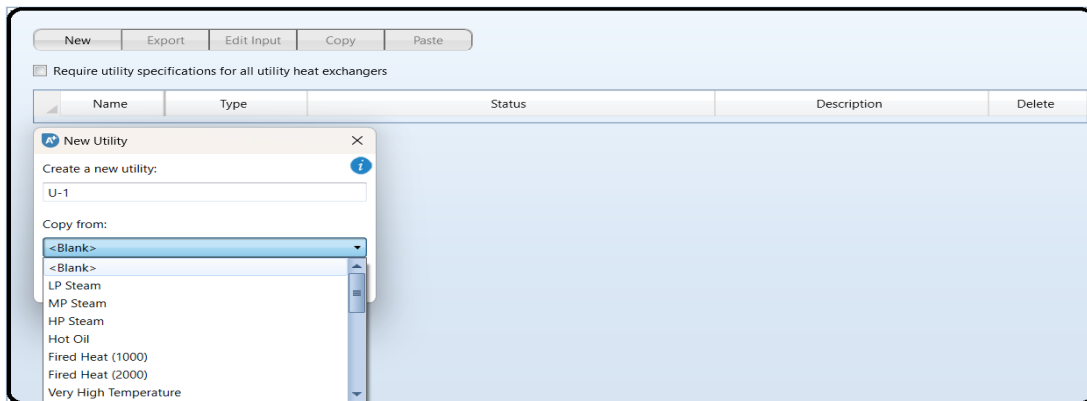 New Export Edit Input Copy Paste
Require utility specifications for all utility heat exchangers
Name Type Status Description Delete
New Utility
Create a new utility:
U-1
Copy from:
<Blank>
<Blank>
LP Steam
MP Steam
HP Steam
Hot Oil
Fired Heat (1000)
Fired Heat (2000)
Very High Temperature